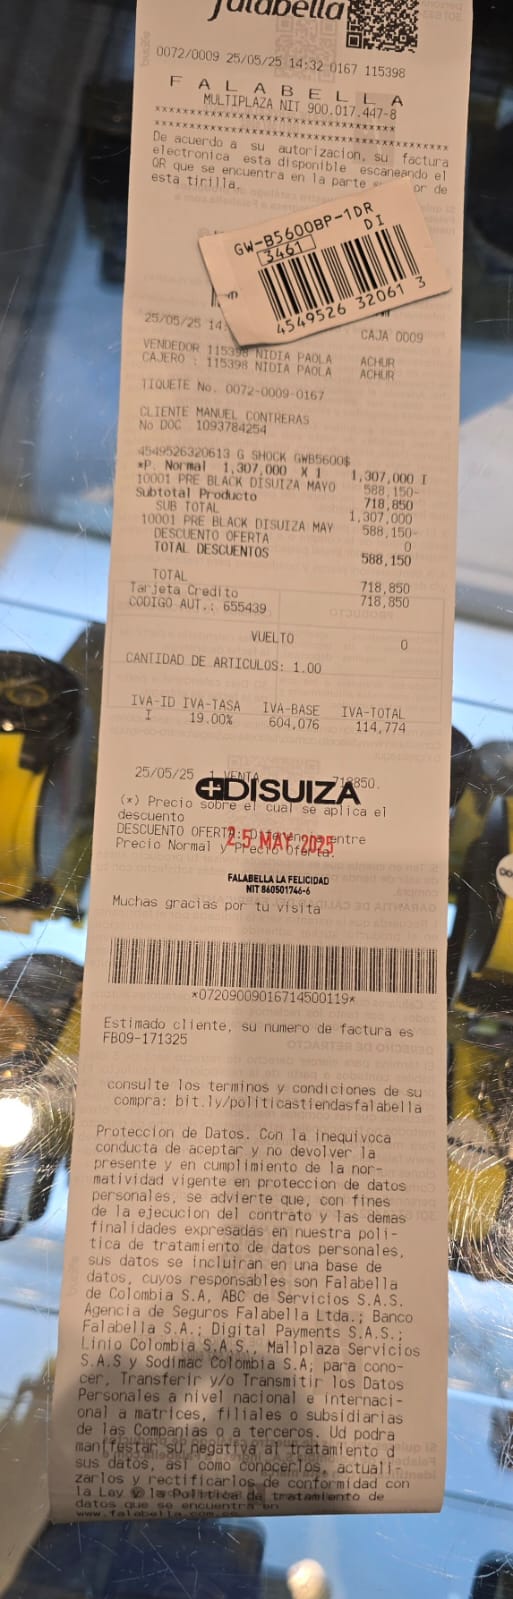 falabella
0072/0009 25/05/25 14:32 0167 115398
F A L A B E L L A
MULTIPLAZA NIT 900.017.447-8
De acuerdo a su autorizacion, su factura
electronica esta disponible escaneando el
QR que se encuentra en la parte de
esta tirilla.
GW-B5600BP-1DR
3461 DI
4549526 32061 3
25/05/25 14:
CAJA 0009
VENDEDOR 115398 NIDIA PAOLA ACHUR
CAJERO : 115398 NIDIA PAOLA ACHUR
TIQUETE No. 0072-0009-0167
CLIENTE MANUEL CONTRERAS
No DOC 1093784254
4549526320613 G SHOCK GWB5600$
*P. Normal 1,307,000 X 1 1,307,000 I
10001 PRE BLACK DISUIZA MAYO 588,150-
Subtotal Producto 718,850
SUB TOTAL 1,307,000
10001 PRE BLACK DISUIZA MAY 588,150-
DESCUENTO OFERTA 0
TOTAL DESCUENTOS 588,150
TOTAL 718,850
Tarjeta Credito 718,850
CODIGO AUT.: 655439
VUELTO 0
CANTIDAD DE ARTICULOS: 1.00
IVA-ID IVA-TASA IVA-BASE IVA-TOTAL
I 19.00% 604,076 114,774
25/05/25 1 VENTA 718850.
DISUIZA
(*) Precio sobre el cual se aplica el
descuento
DESCUENTO OFERTA: Diferencia entre
Precio Normal y Precio Oferta.
25 MAY 2025
FALABELLA LA FELICIDAD
NIT 860501746-6
Muchas gracias por tu visita
*07209009016714500119*
Estimado cliente, su numero de factura es
FB09-171325
consulte los terminos y condiciones de su
compra: bit.ly/politicastiendasfalabella
Proteccion de Datos. Con la inequivoca
conducta de aceptar y no devolver la
presente y en cumplimiento de la nor-
matividad vigente en proteccion de datos
personales, se advierte que, con fines
de la ejecucion del contrato y las demas
finalidades expresadas en nuestra poli-
tica de tratamiento de datos personales,
sus datos se incluiran en una base de
datos, cuyos responsables son Falabella
de Colombia S.A, ABC de Servicios S.A.S.
Agencia de Seguros Falabella Ltda.; Banco
Falabella S.A.; Digital Payments S.A.S.;
Linio Colombia S.A.S., Mallplaza Servicios
S.A.S y Sodimac Colombia S.A; para cono-
cer, Transferir y/o Transmitir los Datos
Personales a nivel nacional e internaci-
onal a matrices, filiales o subsidiarias
de las Companias o a terceros. Ud podra
manifestar su negativa al tratamiento d
sus datos, asi como conocerlos, actuali-
zarlos y rectificarlos de conformidad con
la Ley y la Politica de tratamiento de
datos que se encuentra en
www.falabella.com.co